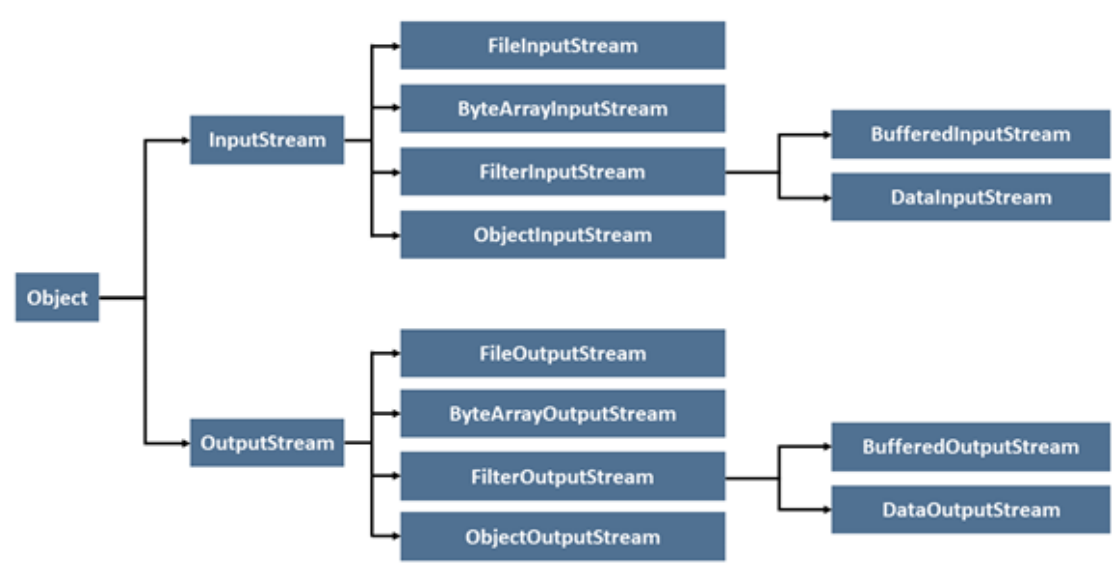 FileInputStream
ByteArrayInputStream
InputStream
BufferedInputStream
FilterInputStream
DataInputStream
ObjectInputStream
Object
FileOutputStream
ByteArrayOutputStream
OutputStream
BufferedOutputStream
FilterOutputStream
DataOutputStream
ObjectOutputStream